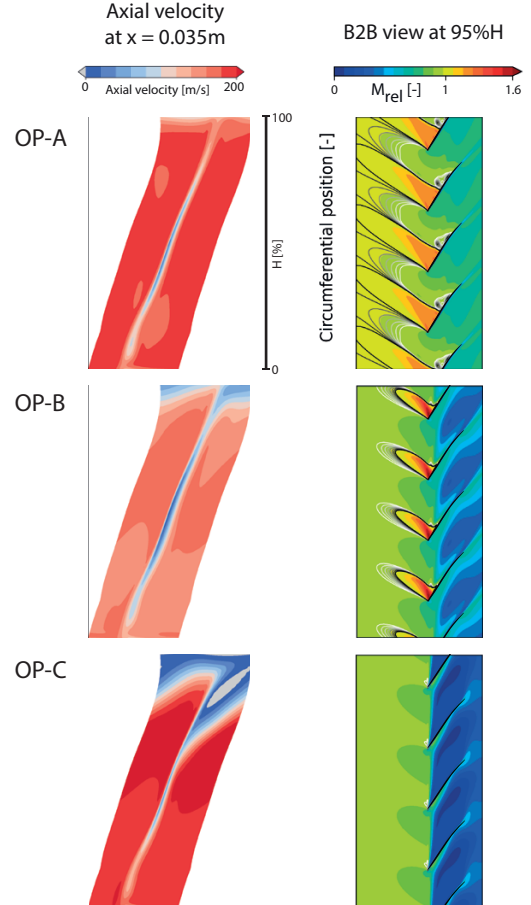 Axial velocity
at x = 0.035m
B2B view at 95%H
0 Axial velocity [m/s] 200
0 M_rel [-] 1 1.6
OP-A
100
H [%]
0
Circumferential position [-]
OP-B
OP-C